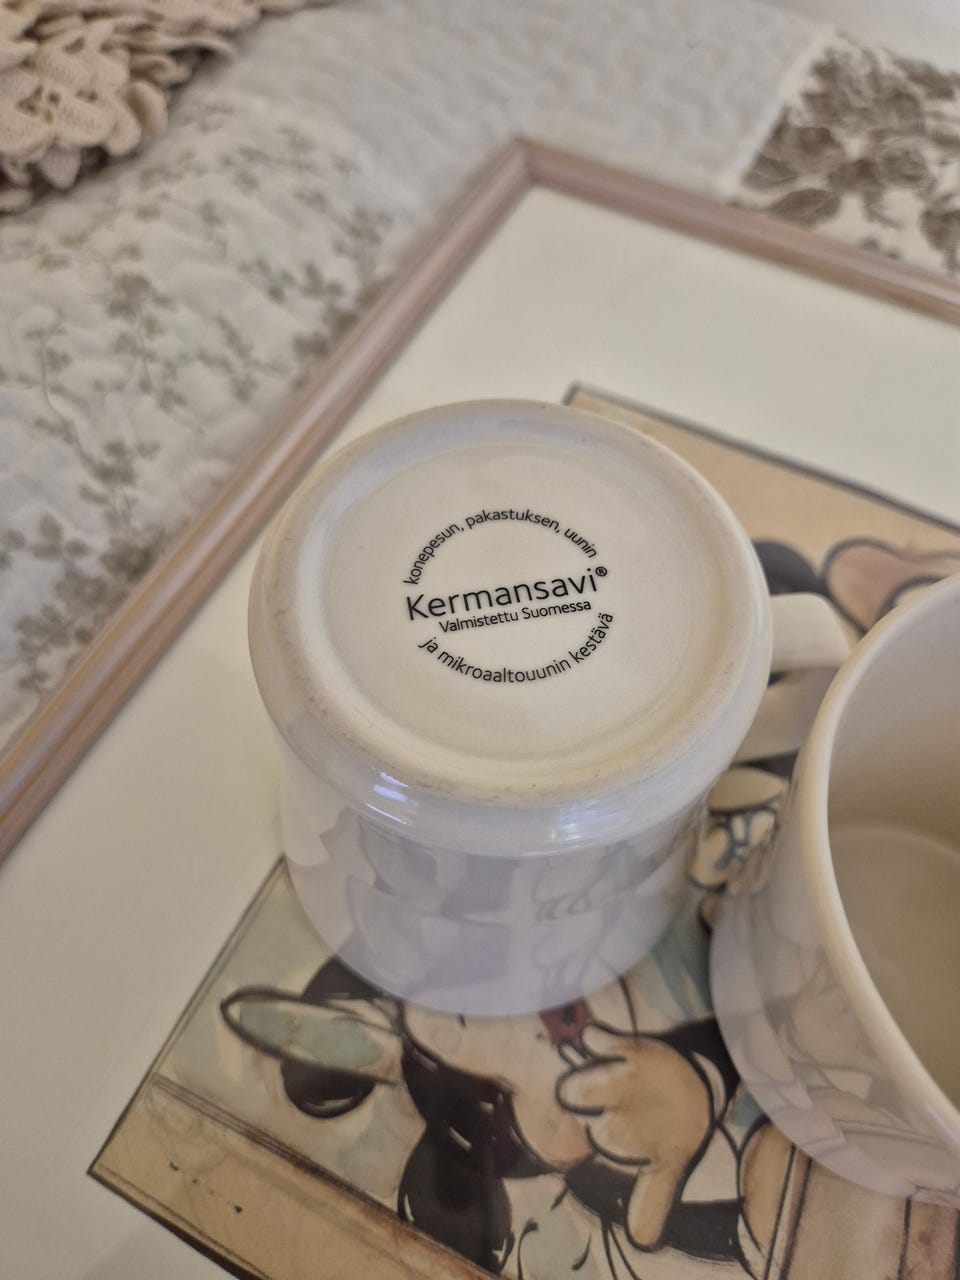 konepesun, pakastuksen, uunin
Kermansavi®
Valmistettu Suomessa
ja mikroaaltouunin kestävä